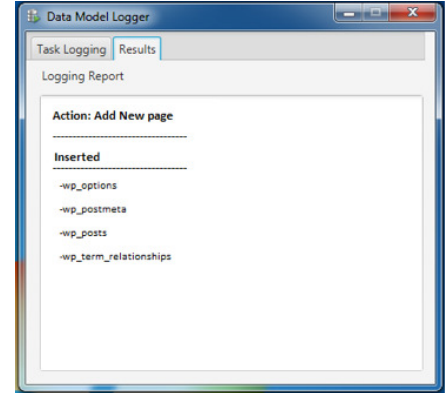 Data Model Logger
Task Logging Results
Logging Report
Action: Add New page
----------------------------------
Inserted
----------------------------------
-wp_options
-wp_postmeta
-wp_posts
-wp_term_relationships